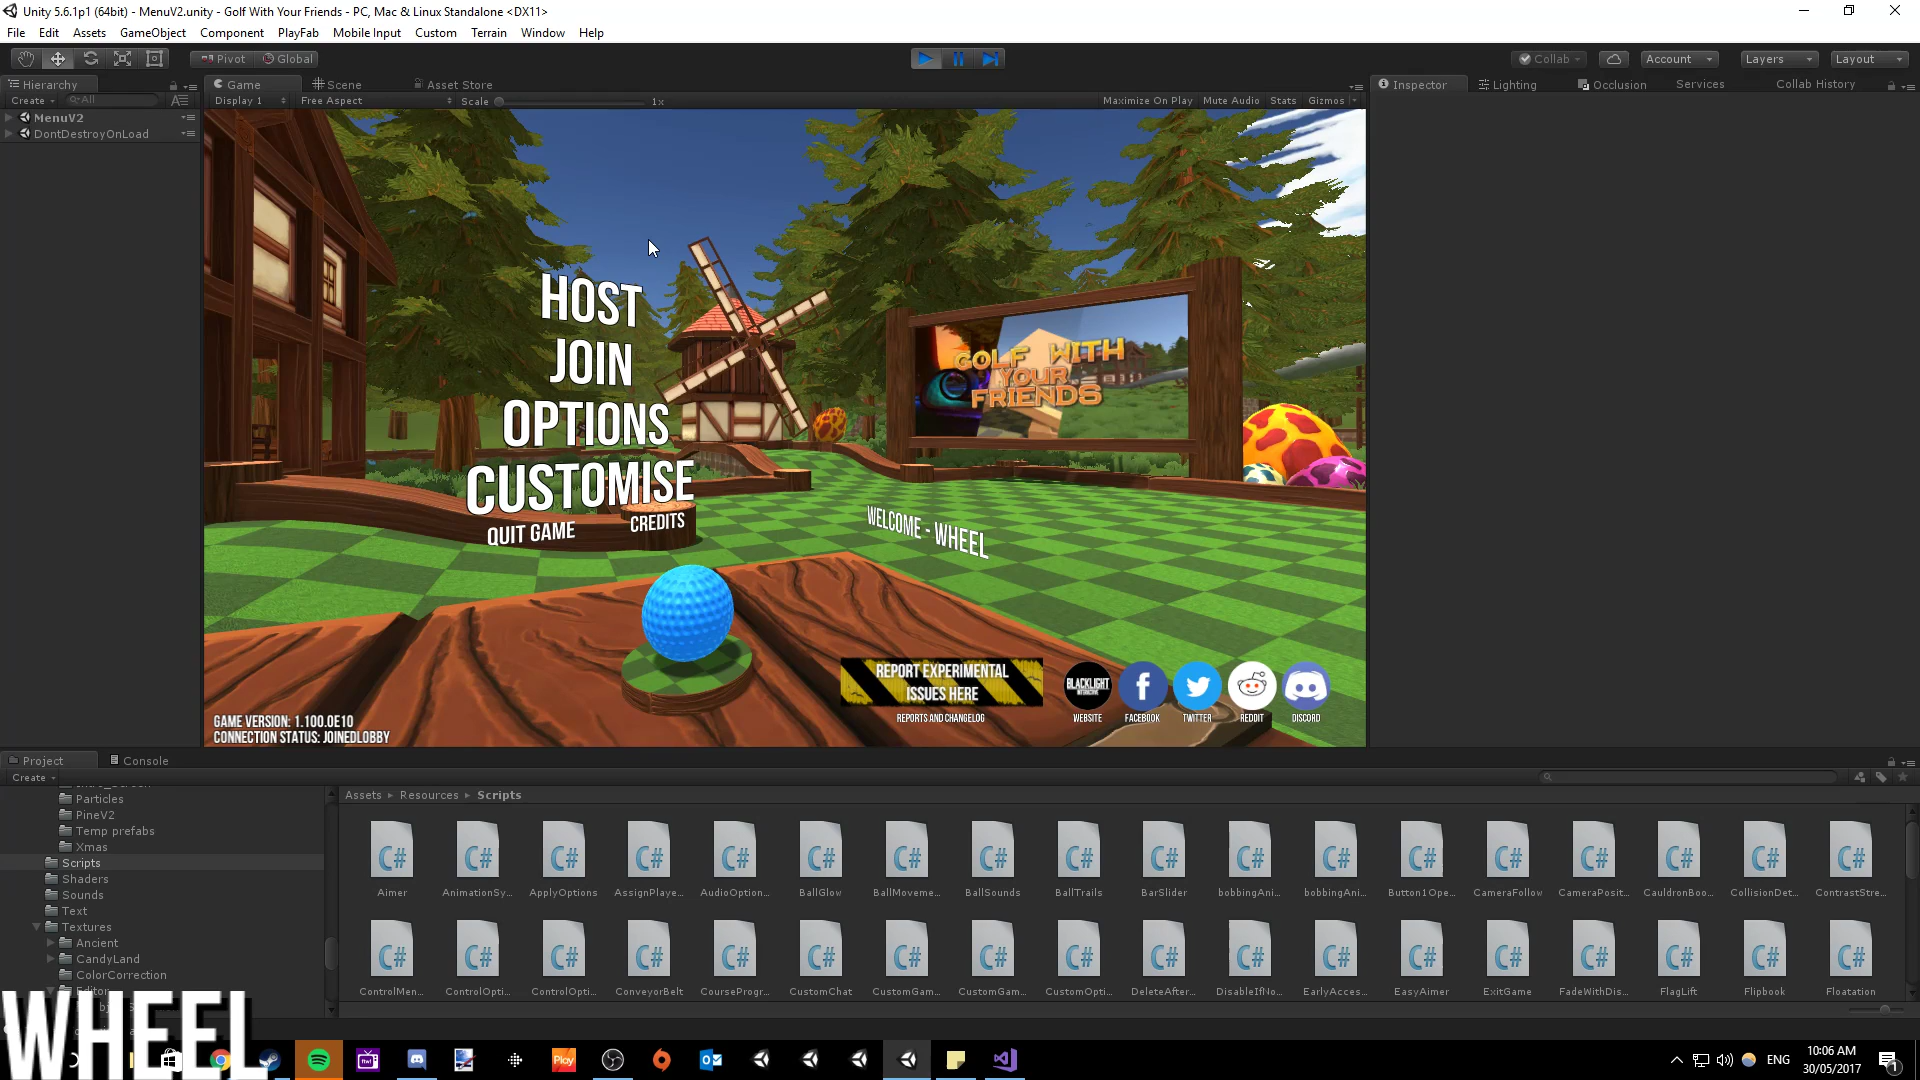 Unity 5.6.1p1 (64bit) - MenuV2.unity - Golf With Your Friends - PC, Mac & Linux Standalone <DX11>
File Edit Assets GameObject Component PlayFab Mobile Input Custom Terrain Window Help
Pivot Global Collab Account Layers Layout
Hierarchy Game Scene Asset Store Inspector Lighting Occlusion Services Collab History
Create All Display 1 Free Aspect Scale 1x Maximize On Play Mute Audio Stats Gizmos
MenuV2
DontDestroyOnLoad
HOST
JOIN
OPTIONS
CUSTOMISE
QUIT GAME CREDITS
GOLF WITH
YOUR
FRIENDS
WELCOME - WHEEL
REPORT EXPERIMENTAL
ISSUES HERE
REPORTS AND CHANGELOG
BLACKLIGHT
INTERACTIVE
WEBSITE FACEBOOK TWITTER REDDIT DISCORD
GAME VERSION: 1.100.0E10
CONNECTION STATUS: JOINEDLOBBY
Project Console
Create
Particles
PineV2
Temp prefabs
Xmas
Scripts
Shaders
Sounds
Text
Textures
Ancient
CandyLand
ColorCorrection
Editor
Assets Resources Scripts
C# C# C# C# C# C# C# C# C# C# C# C# C# C# C# C# C# C#
Aimer AnimationSy... ApplyOptions AssignPlaye... AudioOption... BallGlow BallMoveme... BallSounds BallTrails BarSlider bobbingAni... bobbingAni... Button1Ope... CameraFollow CameraPosit... CauldronBoo... CollisionDet... ContrastStre...
C# C# C# C# C# C# C# C# C# C# C# C# C# C# C# C# C# C#
ControlMen... ControlOpti... ControlOpti... ConveyorBelt CourseProgr... CustomChat CustomGam... CustomGam... CustomOpti... DeleteAfter... DisableIfNo... EarlyAcces... EasyAimer ExitGame FadeWithDis... FlagLift Flipbook Floatation
WHEEL
Play
ENG
10:06 AM
30/05/2017
1